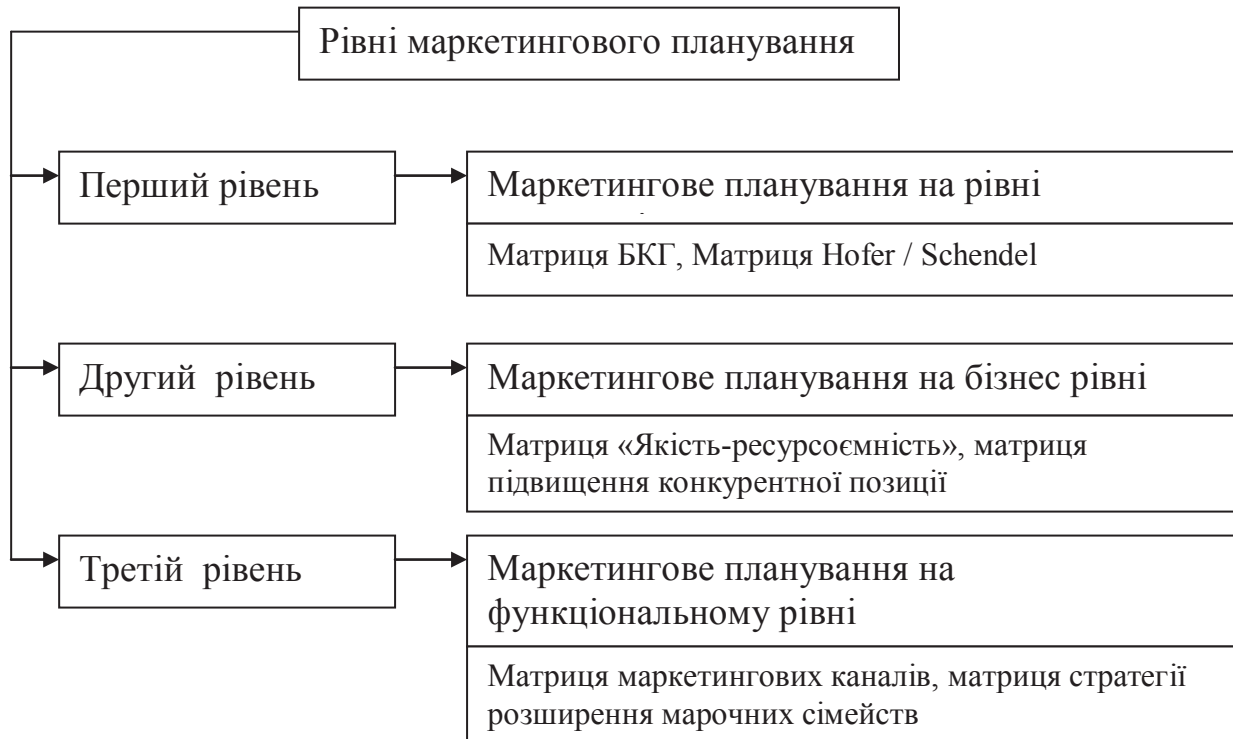 Рівні маркетингового планування
Перший рівень
Маркетингове планування на рівні
Матриця БКГ, Матриця Hofer / Schendel
Другий рівень
Маркетингове планування на бізнес рівні
Матриця «Якість-ресурсоємність», матриця
підвищення конкурентної позиції
Третій рівень
Маркетингове планування на
функціональному рівні
Матриця маркетингових каналів, матриця стратегії
розширення марочних сімейств